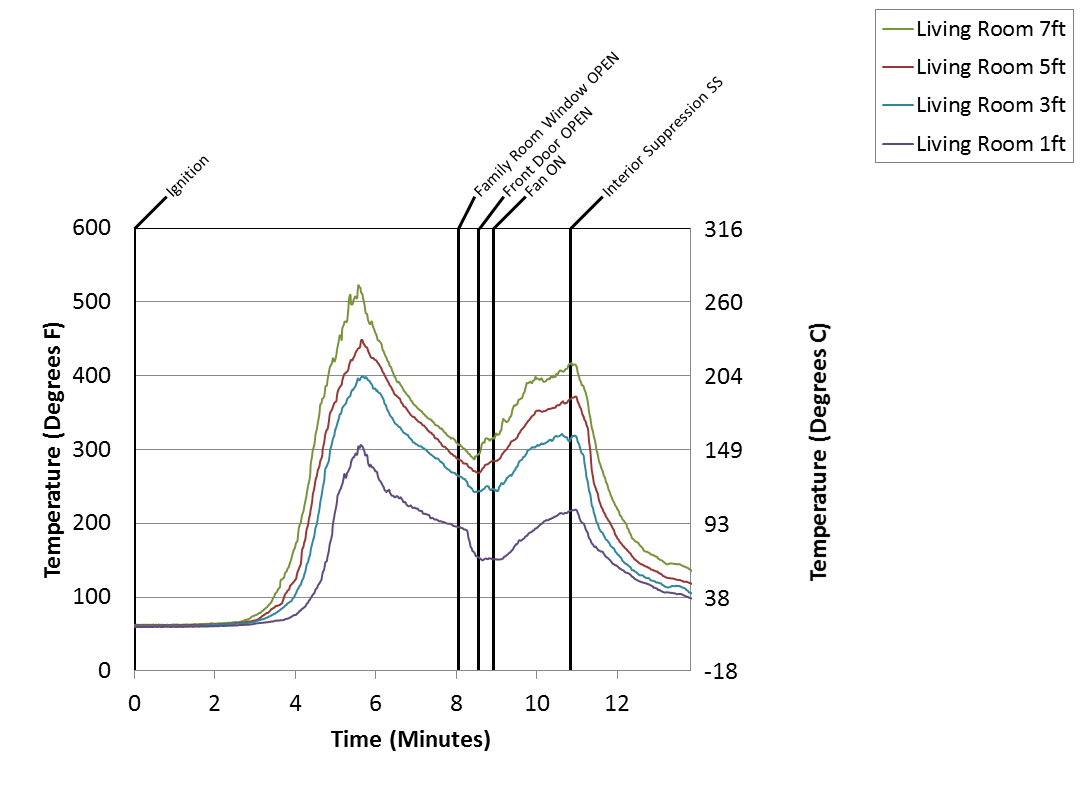 Living Room 7ft
Living Room 5ft
Living Room 3ft
Living Room 1ft
Ignition
Family Room Window OPEN
Front Door OPEN
Fan ON
Interior Suppression SS
Temperature (Degrees F)
600
500
400
300
200
100
0
316
260
204
149
93
38
-18
Temperature (Degrees C)
0 2 4 6 8 10 12
Time (Minutes)